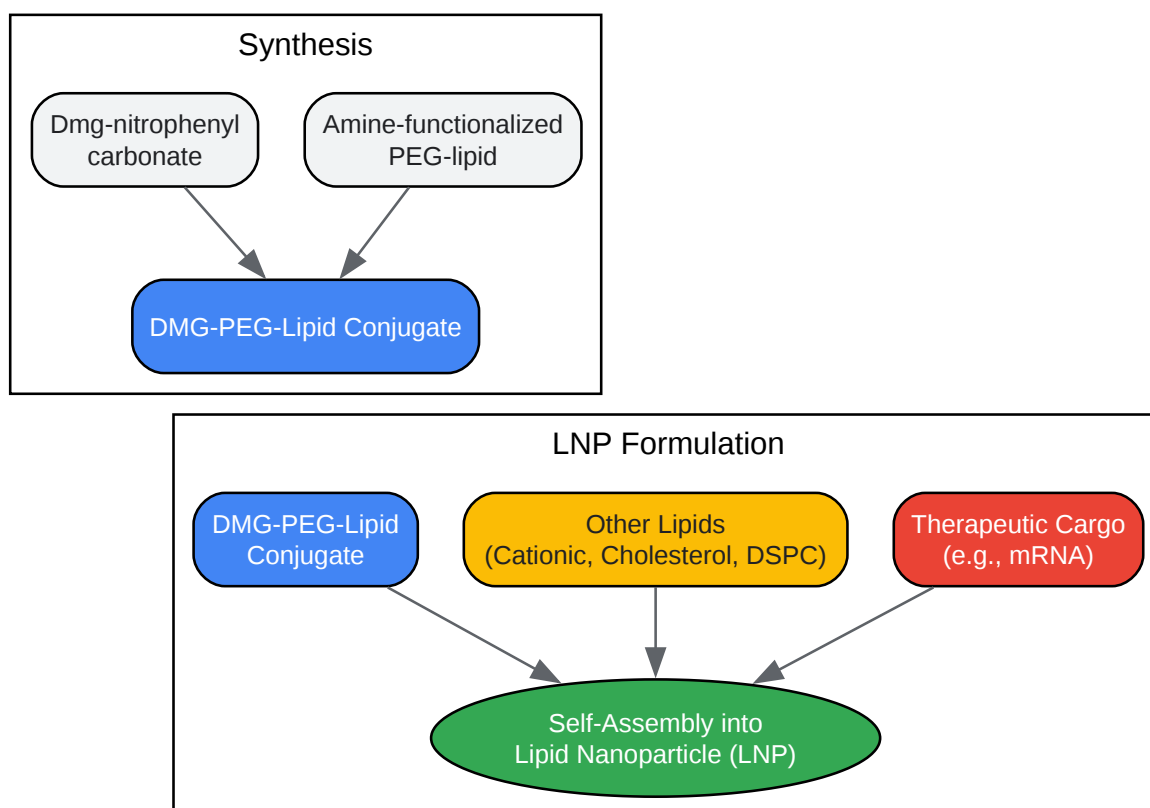 Synthesis
Dmg-nitrophenyl
carbonate
Amine-functionalized
PEG-lipid
DMG-PEG-Lipid Conjugate
LNP Formulation
DMG-PEG-Lipid
Conjugate
Other Lipids
(Cationic, Cholesterol, DSPC)
Therapeutic Cargo
(e.g., mRNA)
Self-Assembly into
Lipid Nanoparticle (LNP)